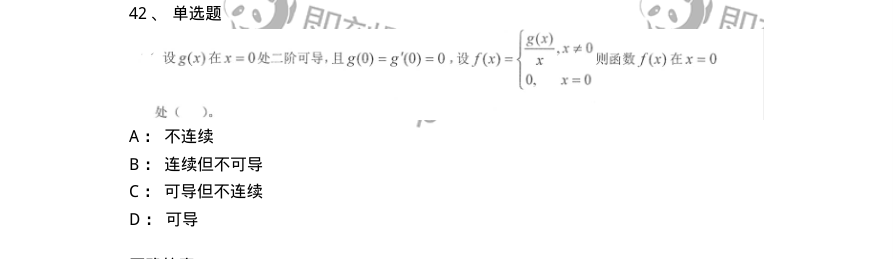 42 、 单选题
设g(x)在x=0处二阶可导,且g(0)=g′(0)=0,设f(x)={g(x)/x,x≠0 0, x=0 则函数f(x)在x=0
处( )。
A： 不连续
B： 连续但不可导
C： 可导但不连续
D： 可导